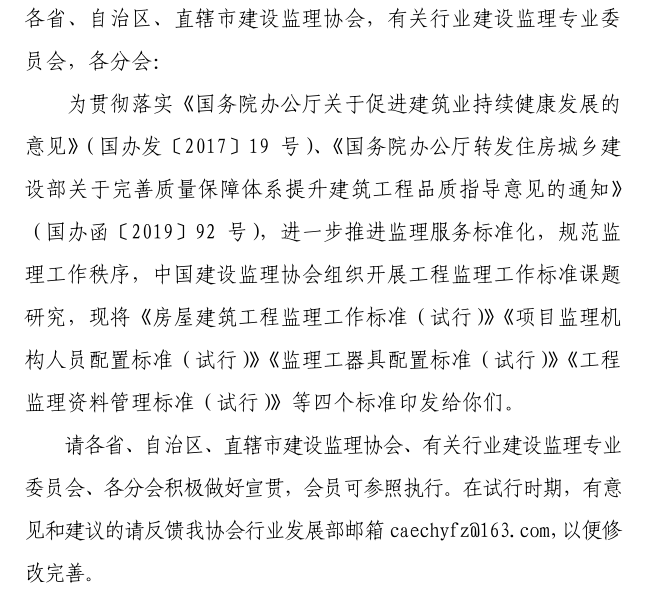 各省、自治区、直辖市建设监理协会，有关行业建设监理专业委
员会，各分会：
为贯彻落实《国务院办公厅关于促进建筑业持续健康发展的
意见》（国办发〔2017〕19 号）、《国务院办公厅转发住房城乡建
设部关于完善质量保障体系提升建筑工程品质指导意见的通知》
（国办函〔2019〕92 号），进一步推进监理服务标准化，规范监
理工作秩序，中国建设监理协会组织开展工程监理工作标准课题
研究，现将《房屋建筑工程监理工作标准（试行）》《项目监理机
构人员配置标准（试行）》《监理工器具配置标准（试行）》《工程
监理资料管理标准（试行）》等四个标准印发给你们。
请各省、自治区、直辖市建设监理协会、有关行业建设监理专业
委员会、各分会积极做好宣贯，会员可参照执行。在试行时期，有意
见和建议的请反馈我协会行业发展部邮箱 caechyfz@163.com，以便修
改完善。